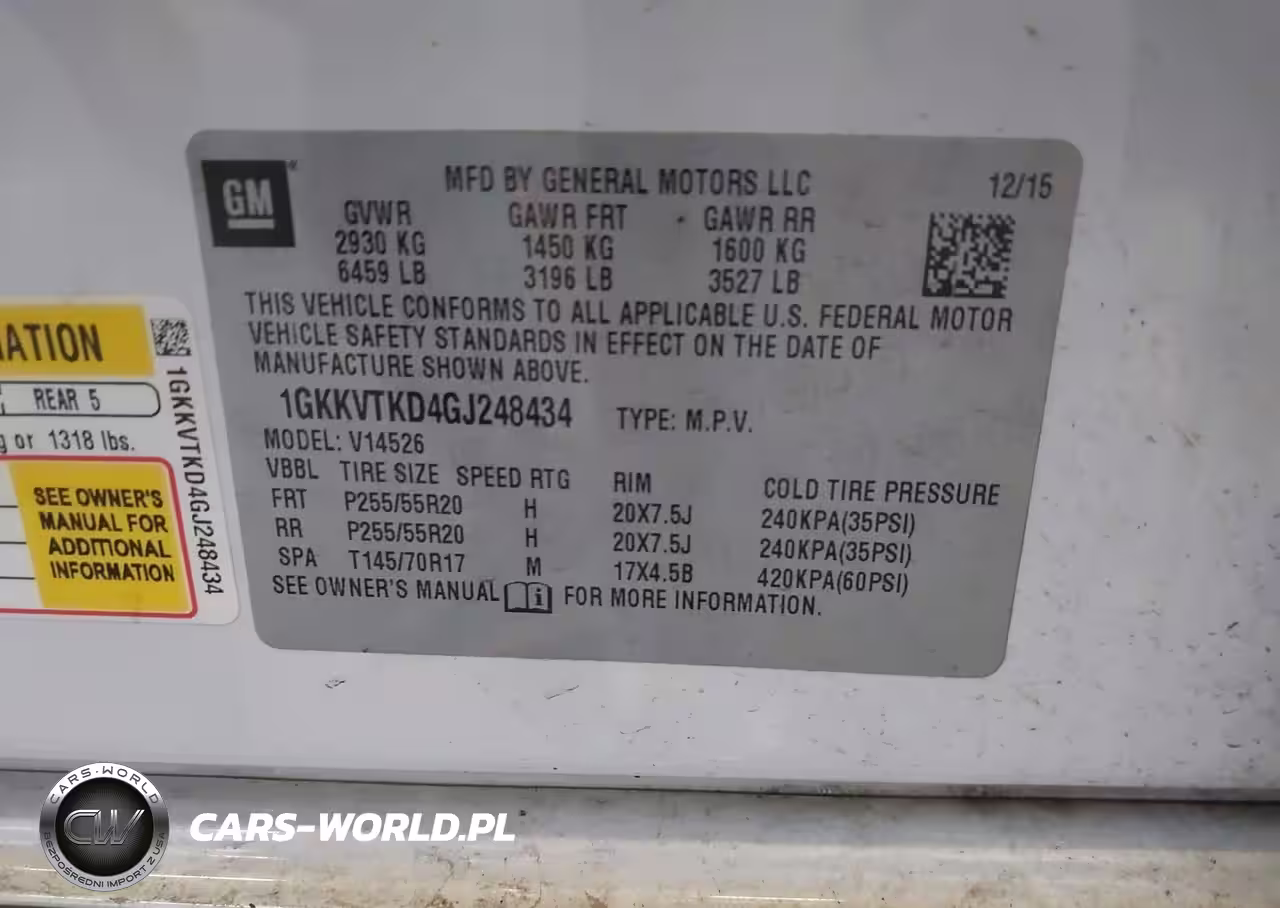 GM
MFD BY GENERAL MOTORS LLC 12/15
GVWR GAWR FRT GAWR RR
2930 KG 1450 KG 1600 KG
6459 LB 3196 LB 3527 LB
THIS VEHICLE CONFORMS TO ALL APPLICABLE U.S. FEDERAL MOTOR
VEHICLE SAFETY STANDARDS IN EFFECT ON THE DATE OF
MANUFACTURE SHOWN ABOVE.
1GKKVTKD4GJ248434 TYPE: M.P.V.
MODEL: V14526
VBBL TIRE SIZE SPEED RTG RIM COLD TIRE PRESSURE
FRT P255/55R20 H 20X7.5J 240KPA(35PSI)
RR P255/55R20 H 20X7.5J 240KPA(35PSI)
SPA T145/70R17 M 17X4.5B 420KPA(60PSI)
SEE OWNER'S MANUAL i FOR MORE INFORMATION.
MATION
REAR 5
g or 1318 lbs.
SEE OWNER'S
MANUAL FOR
ADDITIONAL
INFORMATION
1GKKVTKD4GJ248434
CARS-WORLD
CW
BEZPOŚREDNI IMPORT Z USA
CARS-WORLD.PL